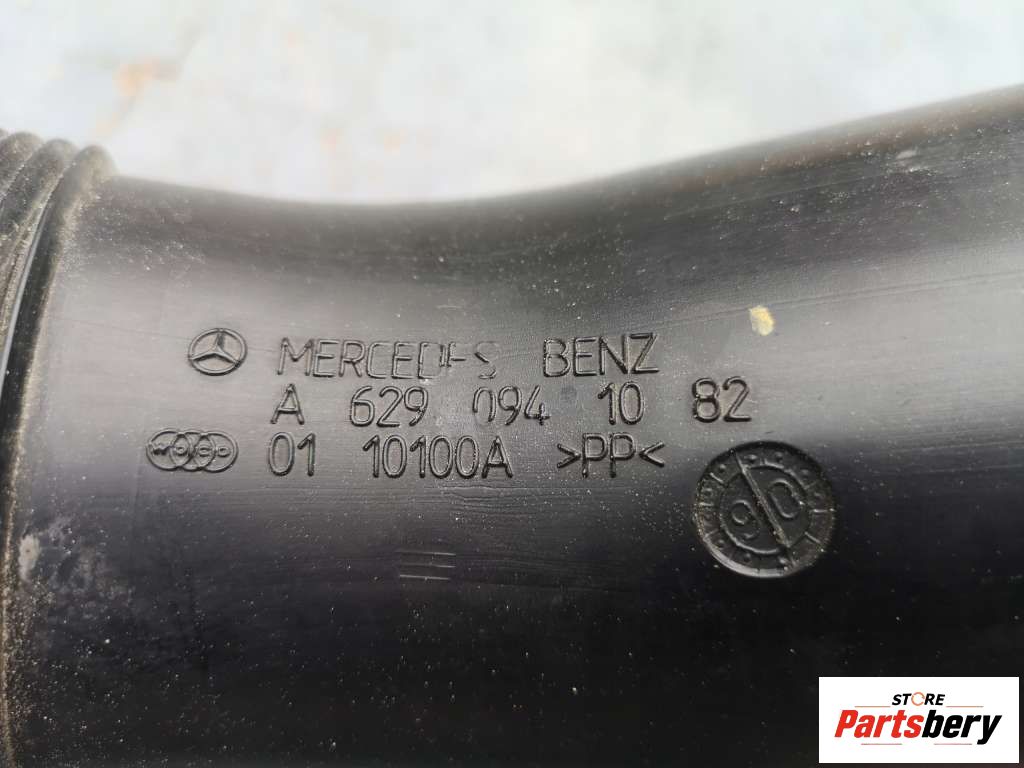 MERCEDES BENZ
A 629 094 10 82
01 10100A >PP<
STORE
Partsbery